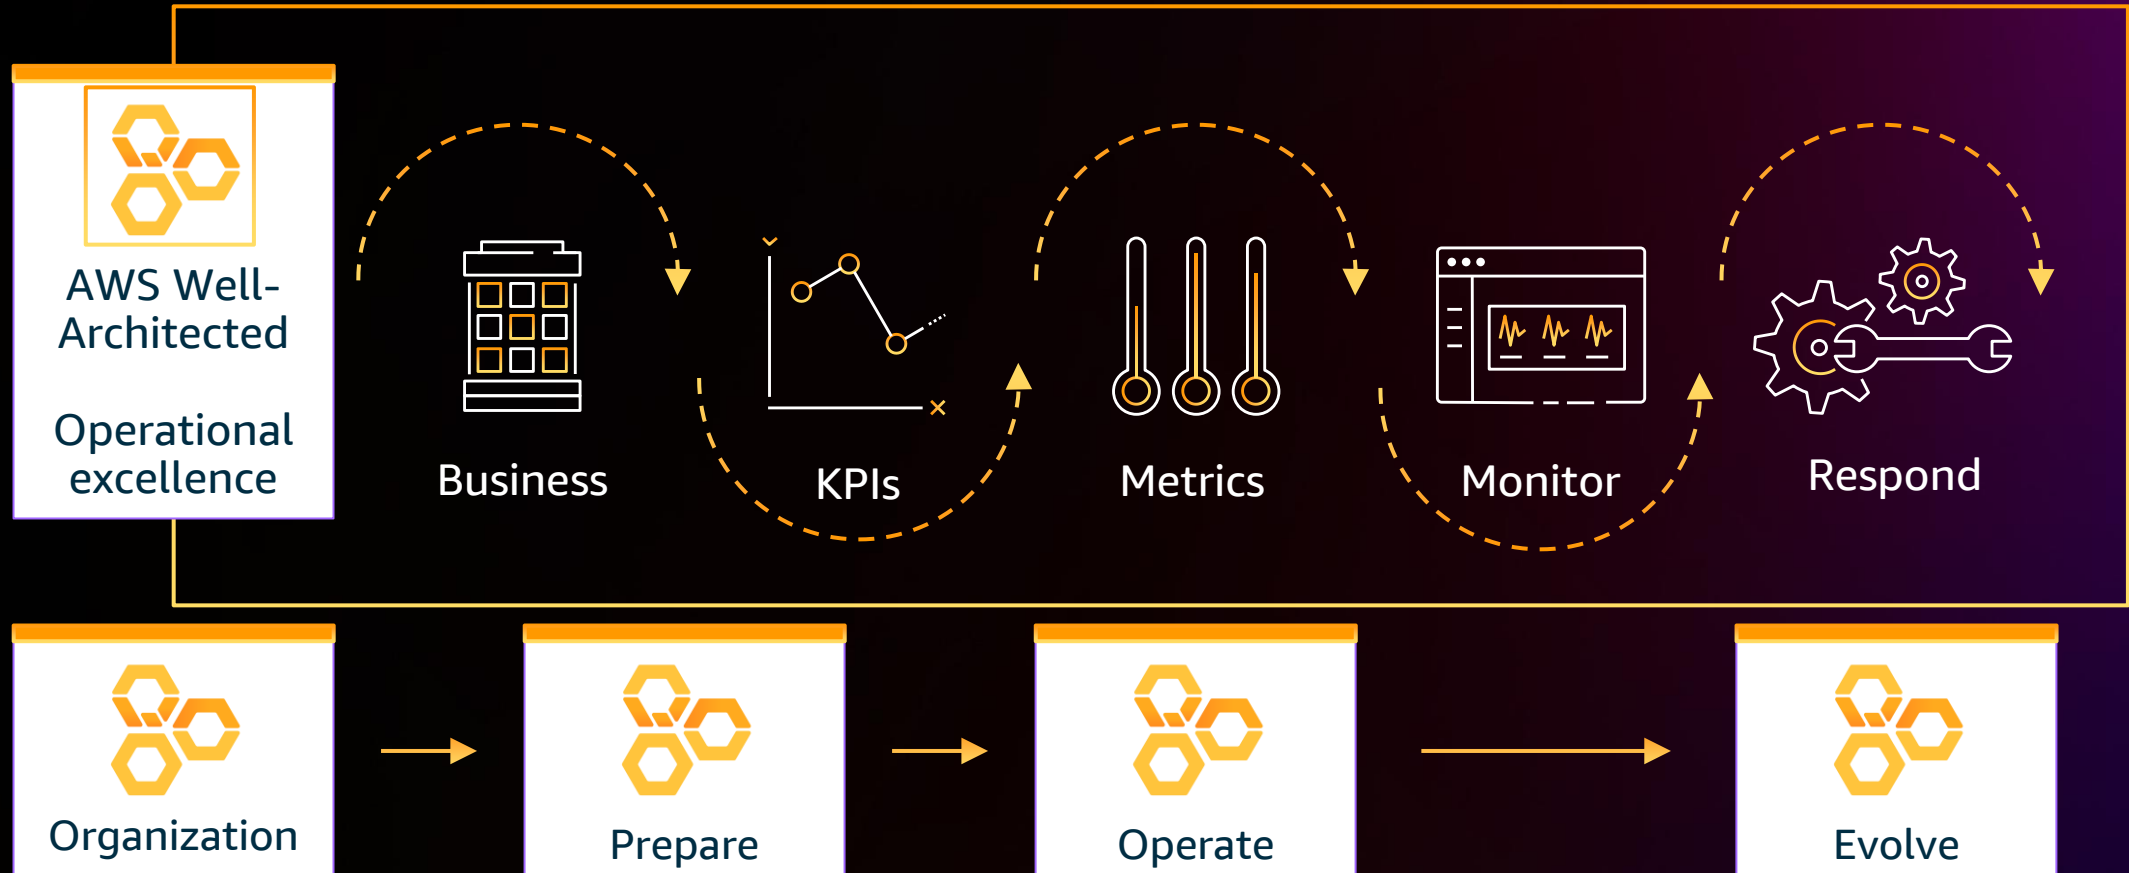 AWS Well-
Architected
Operational
excellence
Business
KPIs
Metrics
Monitor
Respond
Organization
Prepare
Operate
Evolve